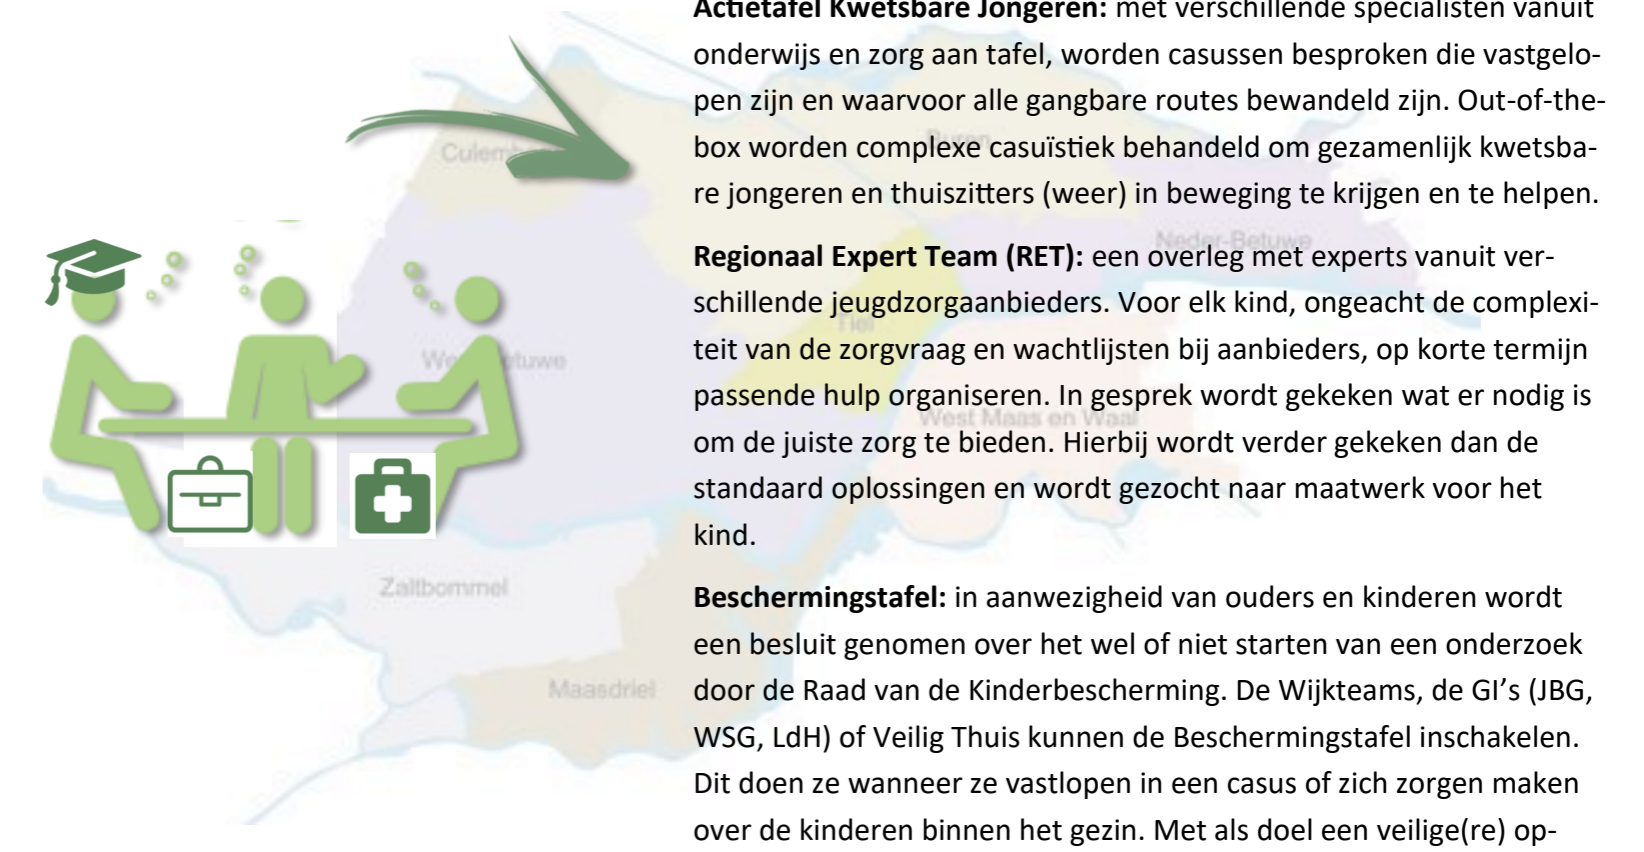 Actietafel Kwetsbare Jongeren: met verschillende specialisten vanuit
onderwijs en zorg aan tafel, worden casussen besproken die vastgelo-
pen zijn en waarvoor alle gangbare routes bewandeld zijn. Out-of-the-
box worden complexe casuïstiek behandeld om gezamenlijk kwetsba-
re jongeren en thuiszitters (weer) in beweging te krijgen en te helpen.
Regionaal Expert Team (RET): een overleg met experts vanuit ver-
schillende jeugdzorgaanbieders. Voor elk kind, ongeacht de complexi-
teit van de zorgvraag en wachtlijsten bij aanbieders, op korte termijn
passende hulp organiseren. In gesprek wordt gekeken wat er nodig is
om de juiste zorg te bieden. Hierbij wordt verder gekeken dan de
standaard oplossingen en wordt gezocht naar maatwerk voor het
kind.
Beschermingstafel: in aanwezigheid van ouders en kinderen wordt
een besluit genomen over het wel of niet starten van een onderzoek
door de Raad van de Kinderbescherming. De Wijkteams, de GI's (JBG,
WSG, LdH) of Veilig Thuis kunnen de Beschermingstafel inschakelen.
Dit doen ze wanneer ze vastlopen in een casus of zich zorgen maken
over de kinderen binnen het gezin. Met als doel een veilige(re) op-
Buren
Neder-Betuwe
Tiel
West Maas en Waal
Zaltbommel
Maasdriel